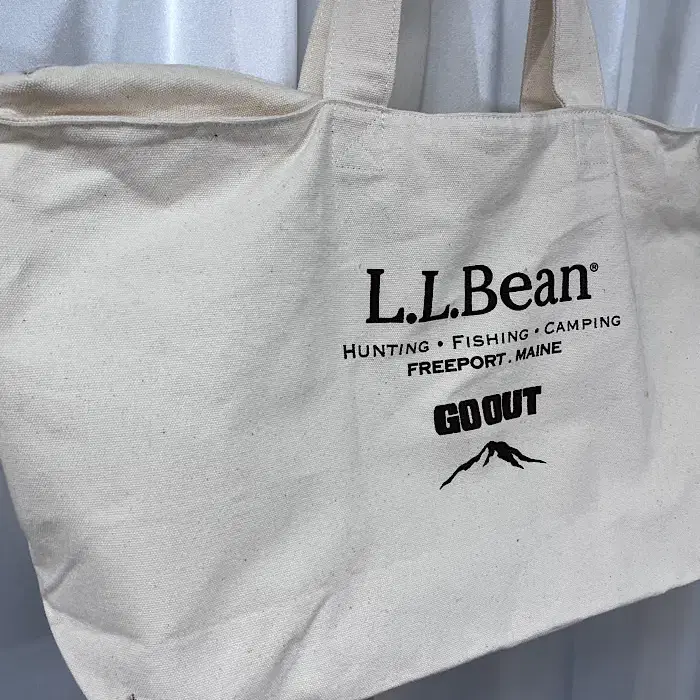 L.L.Bean®
HUNTING • FISHING • CAMPING
FREEPORT. MAINE
GO OUT